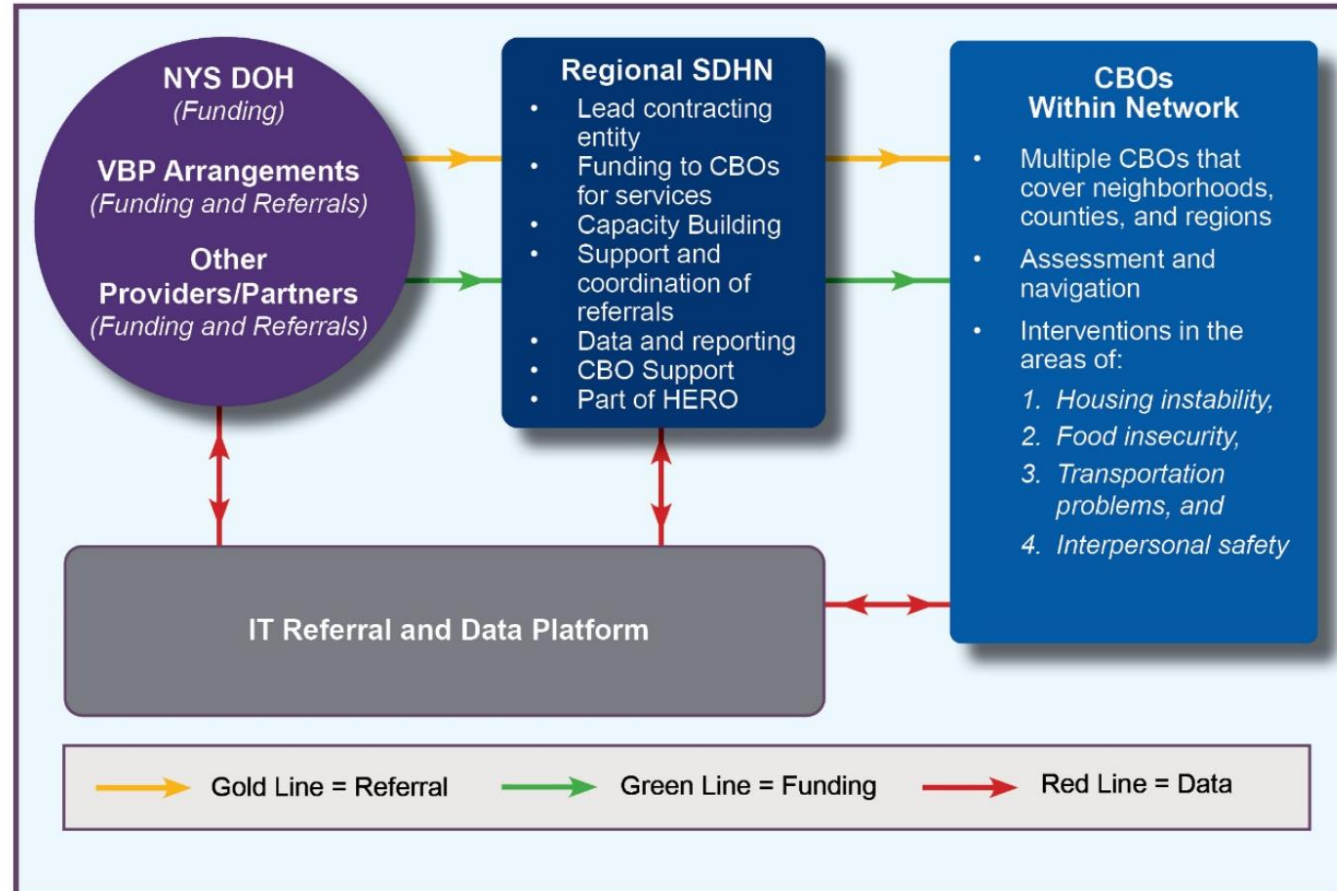 NYS DOH
(Funding)
VBP Arrangements
(Funding and Referrals)
Other
Providers/Partners
(Funding and Referrals)
Regional SDHN
• Lead contracting
entity
• Funding to CBOs
for services
• Capacity Building
• Support and
coordination of
referrals
• Data and reporting
• CBO Support
• Part of HERO
CBOs
Within Network
• Multiple CBOs that
cover neighborhoods,
counties, and regions
• Assessment and
navigation
• Interventions in the
areas of:
1. Housing instability,
2. Food insecurity,
3. Transportation
problems, and
4. Interpersonal safety
IT Referral and Data Platform
Gold Line = Referral
Green Line = Funding
Red Line = Data